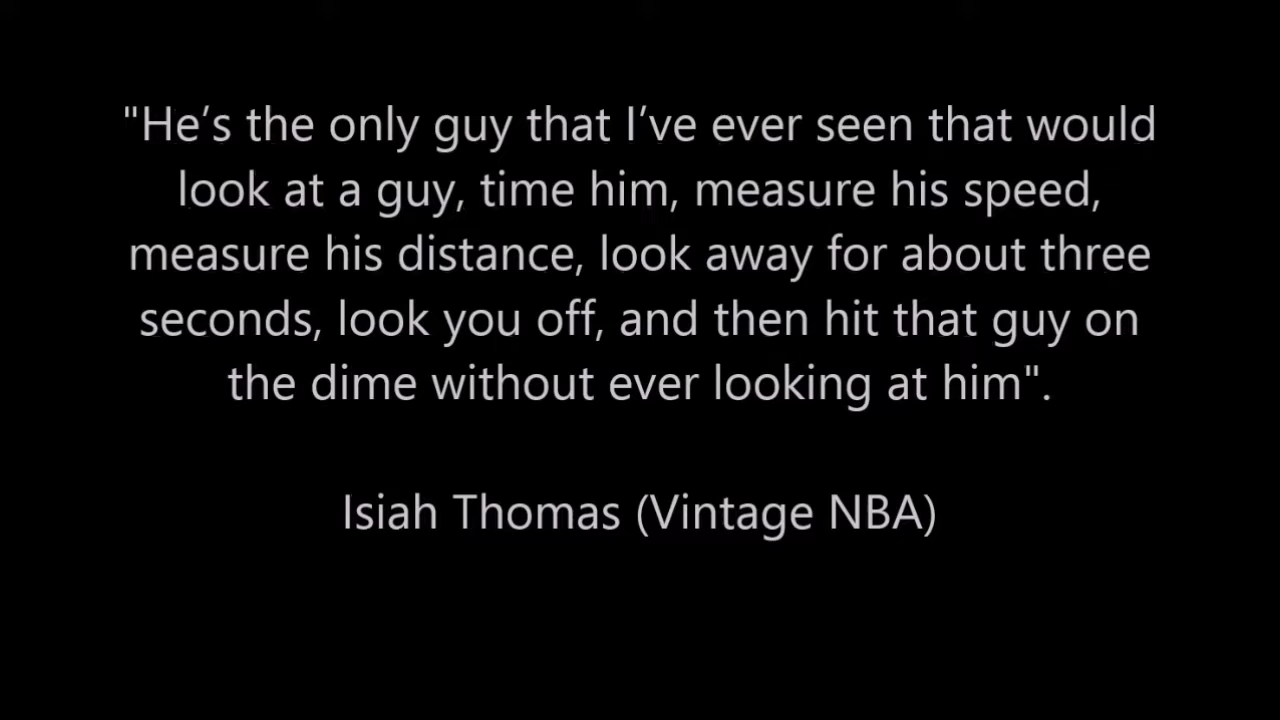 "He’s the only guy that I’ve ever seen that would
look at a guy, time him, measure his speed,
measure his distance, look away for about three
seconds, look you off, and then hit that guy on
the dime without ever looking at him".
Isiah Thomas (Vintage NBA)